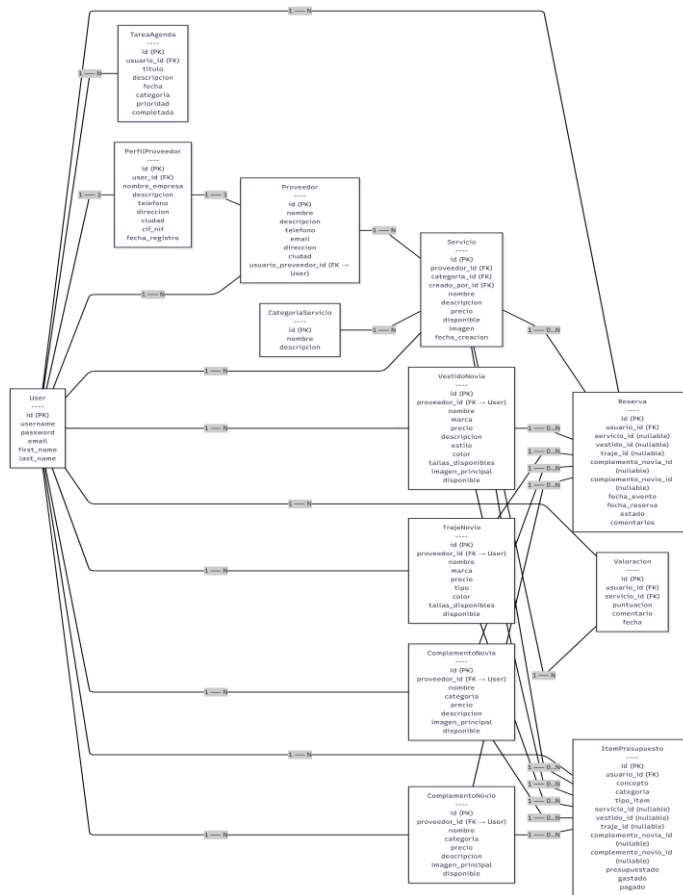 1 —— N
TareaAgenda
----
id (PK)
usuario_id (FK)
titulo
descripcion
fecha
categoria
prioridad
completada
1 —— N
PerfilProveedor
----
id (PK)
user_id (FK)
nombre_empresa
descripcion
telefono
direccion
ciudad
cif_nif
fecha_registro
1 —— 1
1 —— 1
Proveedor
----
id (PK)
nombre
descripcion
telefono
email
direccion
ciudad
usuario_proveedor_id (FK →
User)
1 —— N
1 —— N
Servicio
----
id (PK)
proveedor_id (FK)
categoria_id (FK)
creado_por_id (FK)
nombre
descripcion
precio
disponible
imagen
fecha_creacion
CategoriaServicio
----
id (PK)
nombre
descripcion
1 —— N
1 —— 0..N
1 —— N
User
----
id (PK)
username
password
email
first_name
last_name
VestidoNovia
----
id (PK)
proveedor_id (FK → User)
nombre
marca
precio
descripcion
estilo
color
tallas_disponibles
imagen_principal
disponible
1 —— N
1 —— 0..N
1 —— 0..N
1 —— 0..N
Reserva
----
id (PK)
usuario_id (FK)
servicio_id (nullable)
vestido_id (nullable)
traje_id (nullable)
complemento_novia_id
(nullable)
complemento_novio_id
(nullable)
fecha_evento
fecha_reserva
estado
comentarios
1 —— N
TrajeNovio
----
id (PK)
proveedor_id (FK → User)
nombre
marca
precio
tipo
color
tallas_disponibles
disponible
1 —— N
Valoracion
----
id (PK)
usuario_id (FK)
servicio_id (FK)
puntuacion
comentario
fecha
1 —— N
ComplementoNovia
----
id (PK)
proveedor_id (FK → User)
nombre
categoria
precio
descripcion
imagen_principal
disponible
1 —— N
1 —— N
ItemPresupuesto
----
id (PK)
usuario_id (FK)
concepto
categoria
tipo_item
servicio_id (nullable)
vestido_id (nullable)
traje_id (nullable)
complemento_novia_id
(nullable)
complemento_novio_id
(nullable)
presupuestado
gastado
pagado
1 —— 0..N
1 —— 0..N
1 —— 0..N
1 —— 0..N
1 —— 0..N
ComplementoNovio
----
id (PK)
proveedor_id (FK → User)
nombre
categoria
precio
descripcion
imagen_principal
disponible
1 —— N